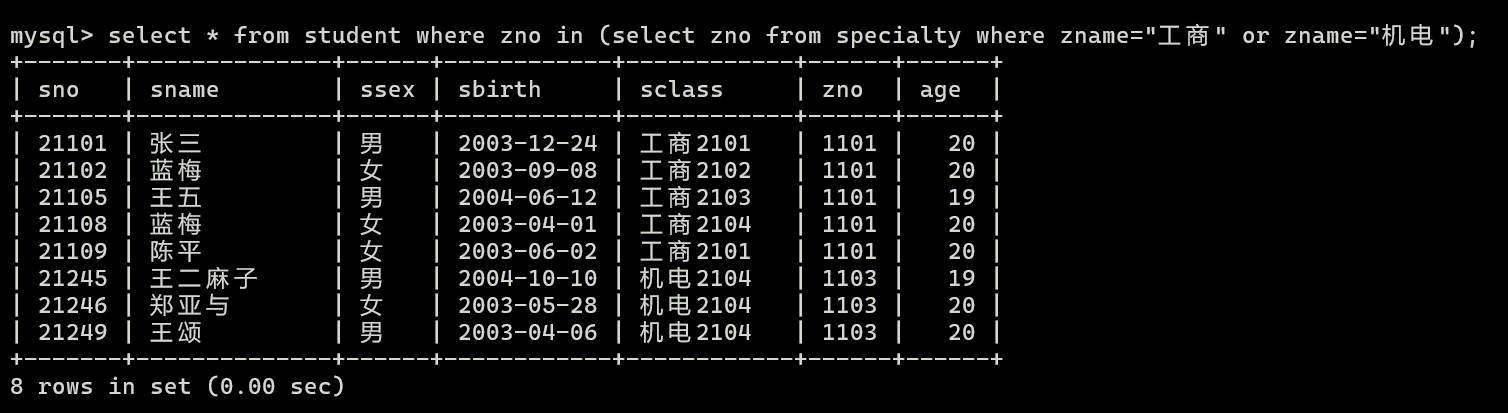 mysql> select * from student where zno in (select zno from specialty where zname="工商" or zname="机电");
+-------+--------------+------+------------+------------+------+------+
| sno   | sname        | ssex | sbirth     | sclass     | zno  | age  |
+-------+--------------+------+------------+------------+------+------+
| 21101 | 张三         | 男   | 2003-12-24 | 工商2101   | 1101 |   20 |
| 21102 | 蓝梅         | 女   | 2003-09-08 | 工商2102   | 1101 |   20 |
| 21105 | 王五         | 男   | 2004-06-12 | 工商2103   | 1101 |   19 |
| 21108 | 蓝梅         | 女   | 2003-04-01 | 工商2104   | 1101 |   20 |
| 21109 | 陈平         | 女   | 2003-06-02 | 工商2101   | 1101 |   20 |
| 21245 | 王二麻子     | 男   | 2004-10-10 | 机电2104   | 1103 |   19 |
| 21246 | 郑亚与       | 女   | 2003-05-28 | 机电2104   | 1103 |   20 |
| 21249 | 王颂         | 男   | 2003-04-06 | 机电2104   | 1103 |   20 |
+-------+--------------+------+------------+------------+------+------+
8 rows in set (0.00 sec)